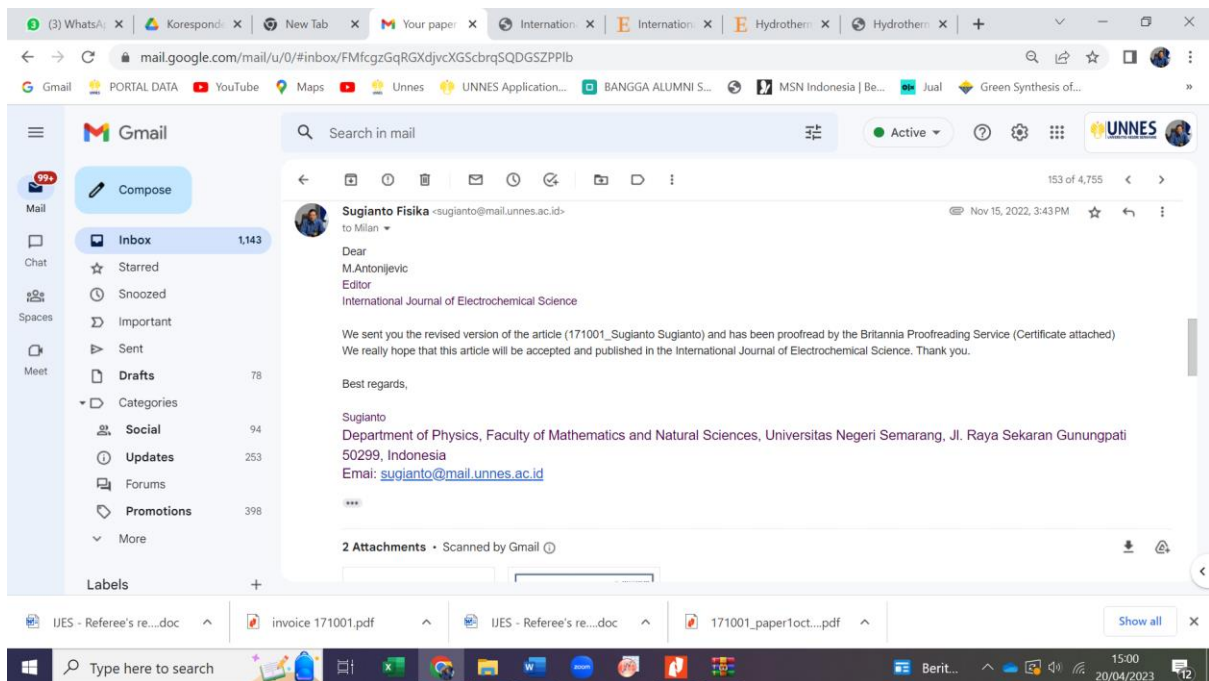 (3) WhatsA
Koresponde
New Tab
Your paper
Internation
Internation
Hydrotherm
Hydrotherm
mail.google.com/mail/u/0/#inbox/FMfcgzGqRGXdjvcXGScbrqSQDGSZPPlb
Gmail
PORTAL DATA
YouTube
Maps
Unnes
UNNES Application...
BANGGA ALUMNI S...
MSN Indonesia | Be...
Jual
Green Synthesis of...
»
Gmail
Search in mail
Active
UNNES
99+
Mail
Chat
Spaces
Meet
Compose
Inbox 1,143
Starred
Snoozed
Important
Sent
Drafts 78
Categories
Social 94
Updates 253
Forums
Promotions 398
More
Labels +
153 of 4,755
Sugianto Fisika <sugianto@mail.unnes.ac.id>
Nov 15, 2022, 3:43 PM
to Milan
Dear
M.Antonijevic
Editor
International Journal of Electrochemical Science
We sent you the revised version of the article (171001_Sugianto Sugianto) and has been proofread by the Britannia Proofreading Service (Certificate attached)
We really hope that this article will be accepted and published in the International Journal of Electrochemical Science. Thank you.
Best regards,
Sugianto
Department of Physics, Faculty of Mathematics and Natural Sciences, Universitas Negeri Semarang, Jl. Raya Sekaran Gunungpati
50299, Indonesia
Emai: sugianto@mail.unnes.ac.id
2 Attachments • Scanned by Gmail
IJES - Referee's re....doc
invoice 171001.pdf
IJES - Referee's re....doc
171001_paper1oct....pdf
Show all
Type here to search
zoom
Berit...
15:00
20/04/2023
12